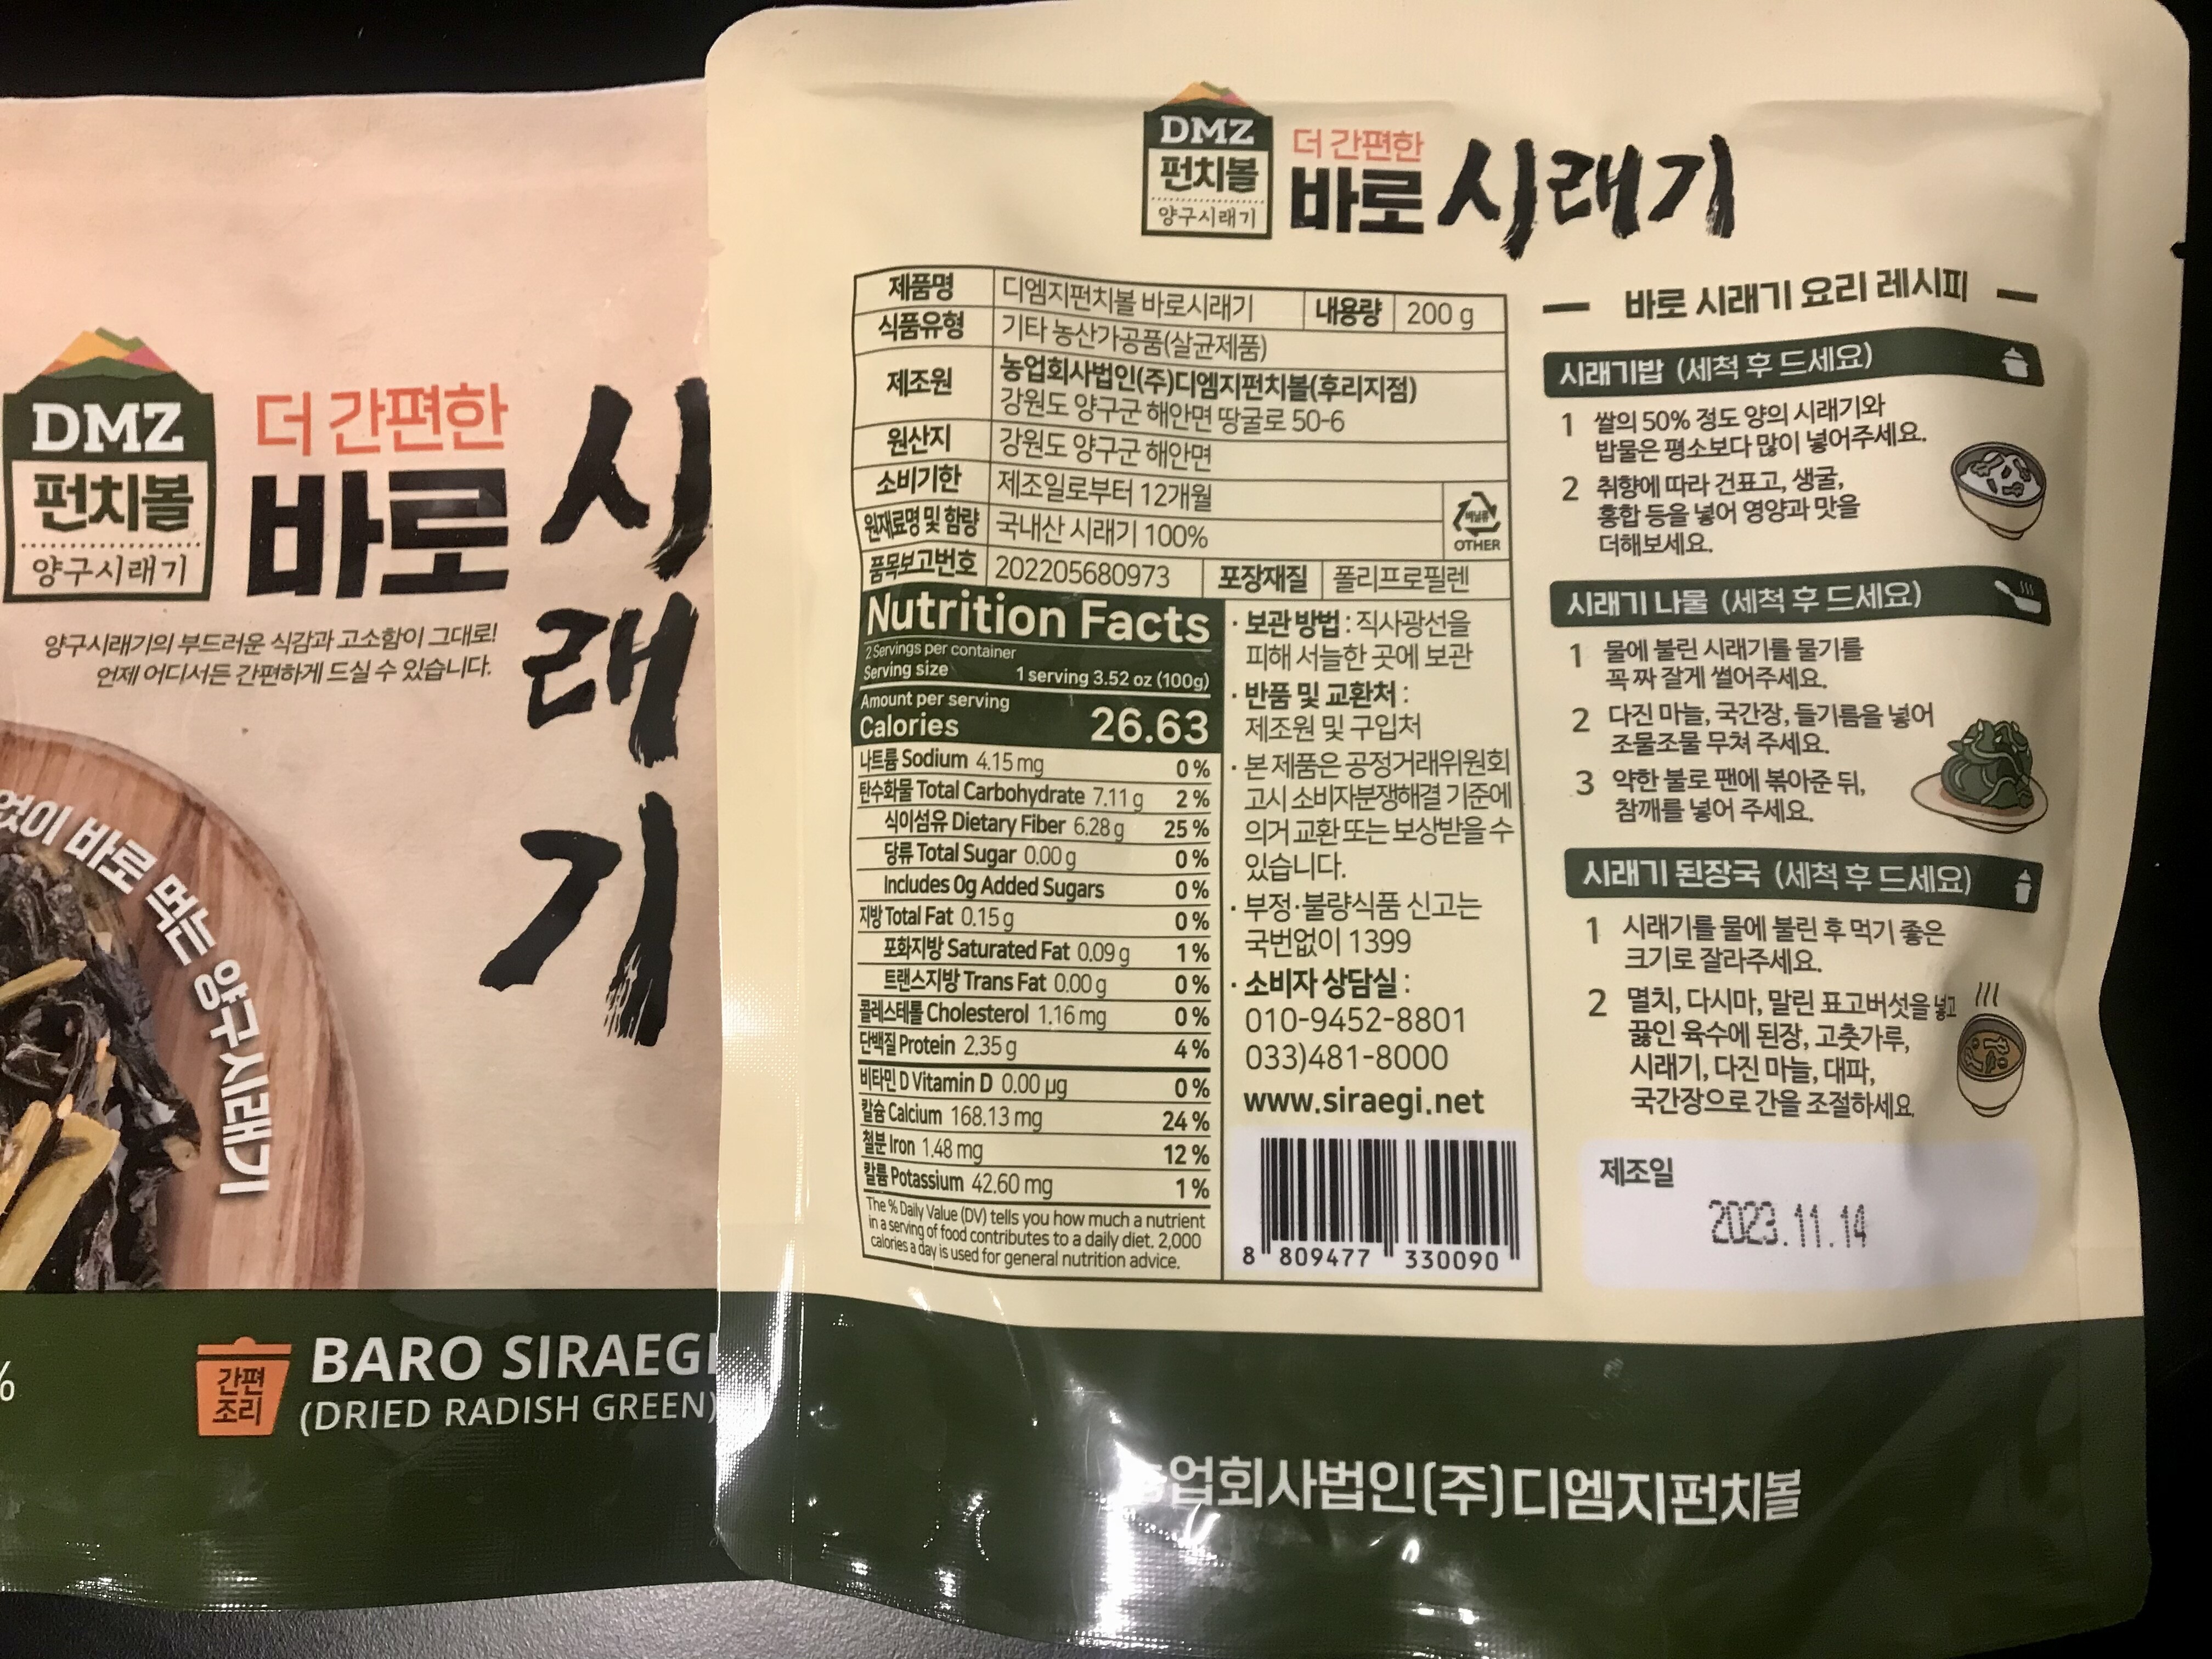 DMZ
펀치볼
양구시래기
더 간편한
바로
시
래
기
양구시래기의 부드러운 식감과 고소함이 그대로!
언제 어디서든 간편하게 드실 수 있습니다.
없이 바로 먹는 양구시래기
%
간편
조리
BARO SIRAEGI
(DRIED RADISH GREEN)
DMZ
펀치볼
양구시래기
더 간편한
바로 시래기
제품명 디엠지펀치볼 바로시래기 내용량 200 g
식품유형 기타 농산가공품(살균제품)
제조원 농업회사법인(주)디엠지펀치볼(후리지점)
강원도 양구군 해안면 땅굴로 50-6
원산지 강원도 양구군 해안면
소비기한 제조일로부터 12개월
원재료명 및 함량 국내산 시래기 100%
비닐류
OTHER
품목보고번호 202205680973 포장재질 폴리프로필렌
Nutrition Facts
2 Servings per container
Serving size 1 serving 3.52 oz (100g)
Amount per serving
Calories 26.63
나트륨 Sodium 4.15 mg 0 %
탄수화물 Total Carbohydrate 7.11 g 2 %
식이섬유 Dietary Fiber 6.28 g 25 %
당류 Total Sugar 0.00 g 0 %
Includes 0g Added Sugars 0 %
지방 Total Fat 0.15 g 0 %
포화지방 Saturated Fat 0.09 g 1 %
트랜스지방 Trans Fat 0.00 g 0 %
콜레스테롤 Cholesterol 1.16 mg 0 %
단백질 Protein 2.35 g 4 %
비타민 D Vitamin D 0.00 µg 0 %
칼슘 Calcium 168.13 mg 24 %
철분 Iron 1.48 mg 12 %
칼륨 Potassium 42.60 mg 1 %
The % Daily Value (DV) tells you how much a nutrient
in a serving of food contributes to a daily diet. 2,000
calories a day is used for general nutrition advice.
· 보관 방법 : 직사광선을
피해 서늘한 곳에 보관
· 반품 및 교환처 :
제조원 및 구입처
· 본 제품은 공정거래위원회
고시 소비자분쟁해결 기준에
의거 교환 또는 보상받을 수
있습니다.
· 부정·불량식품 신고는
국번없이 1399
· 소비자 상담실 :
010-9452-8801
033)481-8000
www.siraegi.net
8 809477 330090
바로 시래기 요리 레시피
시래기밥 (세척 후 드세요)
1 쌀의 50% 정도 양의 시래기와
밥물은 평소보다 많이 넣어주세요.
2 취향에 따라 건표고, 생굴,
홍합 등을 넣어 영양과 맛을
더해보세요.
시래기 나물 (세척 후 드세요)
1 물에 불린 시래기를 물기를
꼭 짜 잘게 썰어주세요.
2 다진 마늘, 국간장, 들기름을 넣어
조물조물 무쳐 주세요.
3 약한 불로 팬에 볶아준 뒤,
참깨를 넣어 주세요.
시래기 된장국 (세척 후 드세요)
1 시래기를 물에 불린 후 먹기 좋은
크기로 잘라주세요.
2 멸치, 다시마, 말린 표고버섯을 넣고
끓인 육수에 된장, 고춧가루,
시래기, 다진 마늘, 대파,
국간장으로 간을 조절하세요.
제조일
2023.11.14
업회사법인(주)디엠지펀치볼